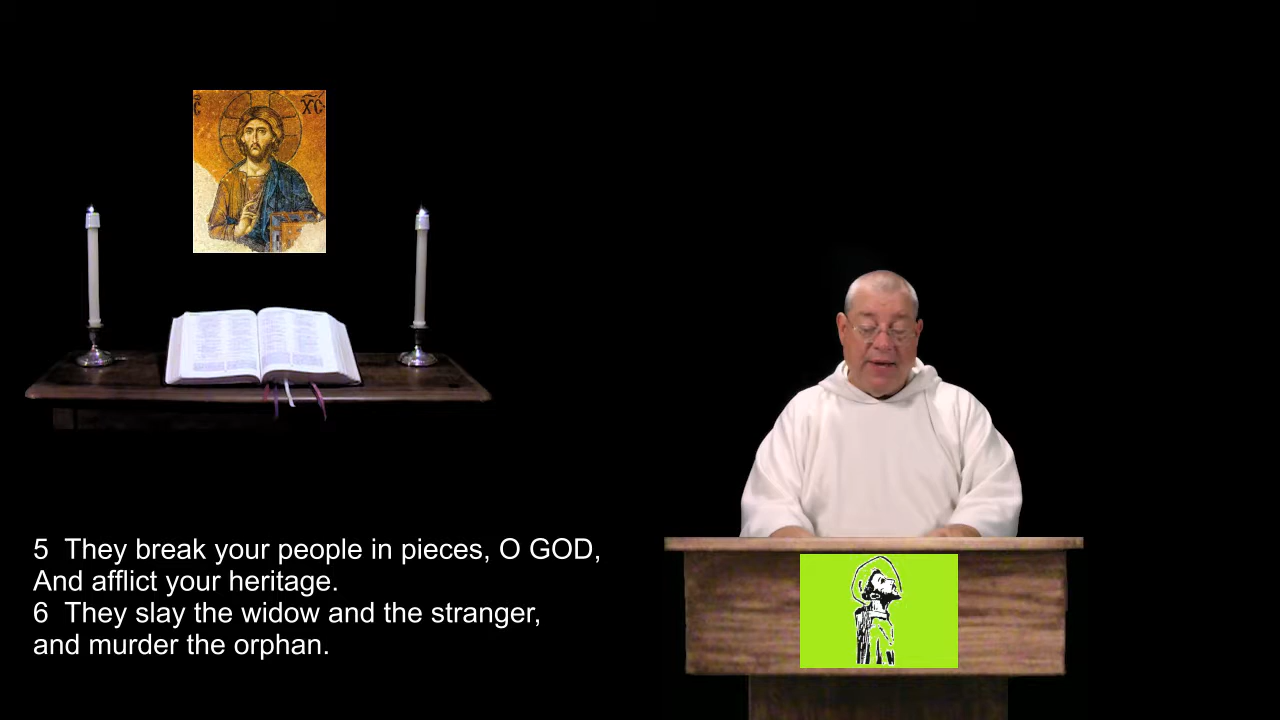 XC
5 They break your people in pieces, O GOD,
And afflict your heritage.
6 They slay the widow and the stranger,
and murder the orphan.